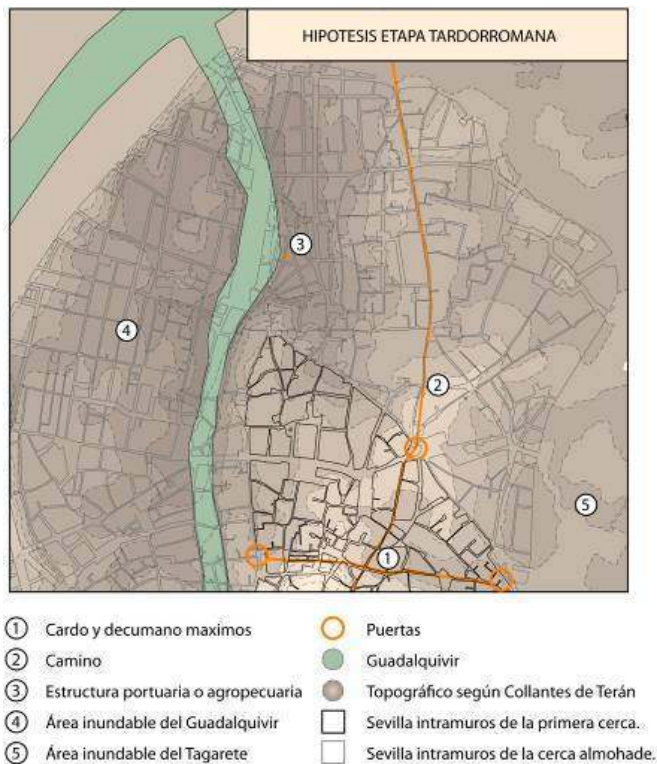 HIPOTESIS ETAPA TARDORROMANA
3
4
2
5
1
1 Cardo y decumano maximos
2 Camino
3 Estructura portuaria o agropecuaria
4 Área inundable del Guadalquivir
5 Área inundable del Tagarete
Puertas
Guadalquivir
Topográfico según Collantes de Terán
Sevilla intramuros de la primera cerca.
Sevilla intramuros de la cerca almohade.